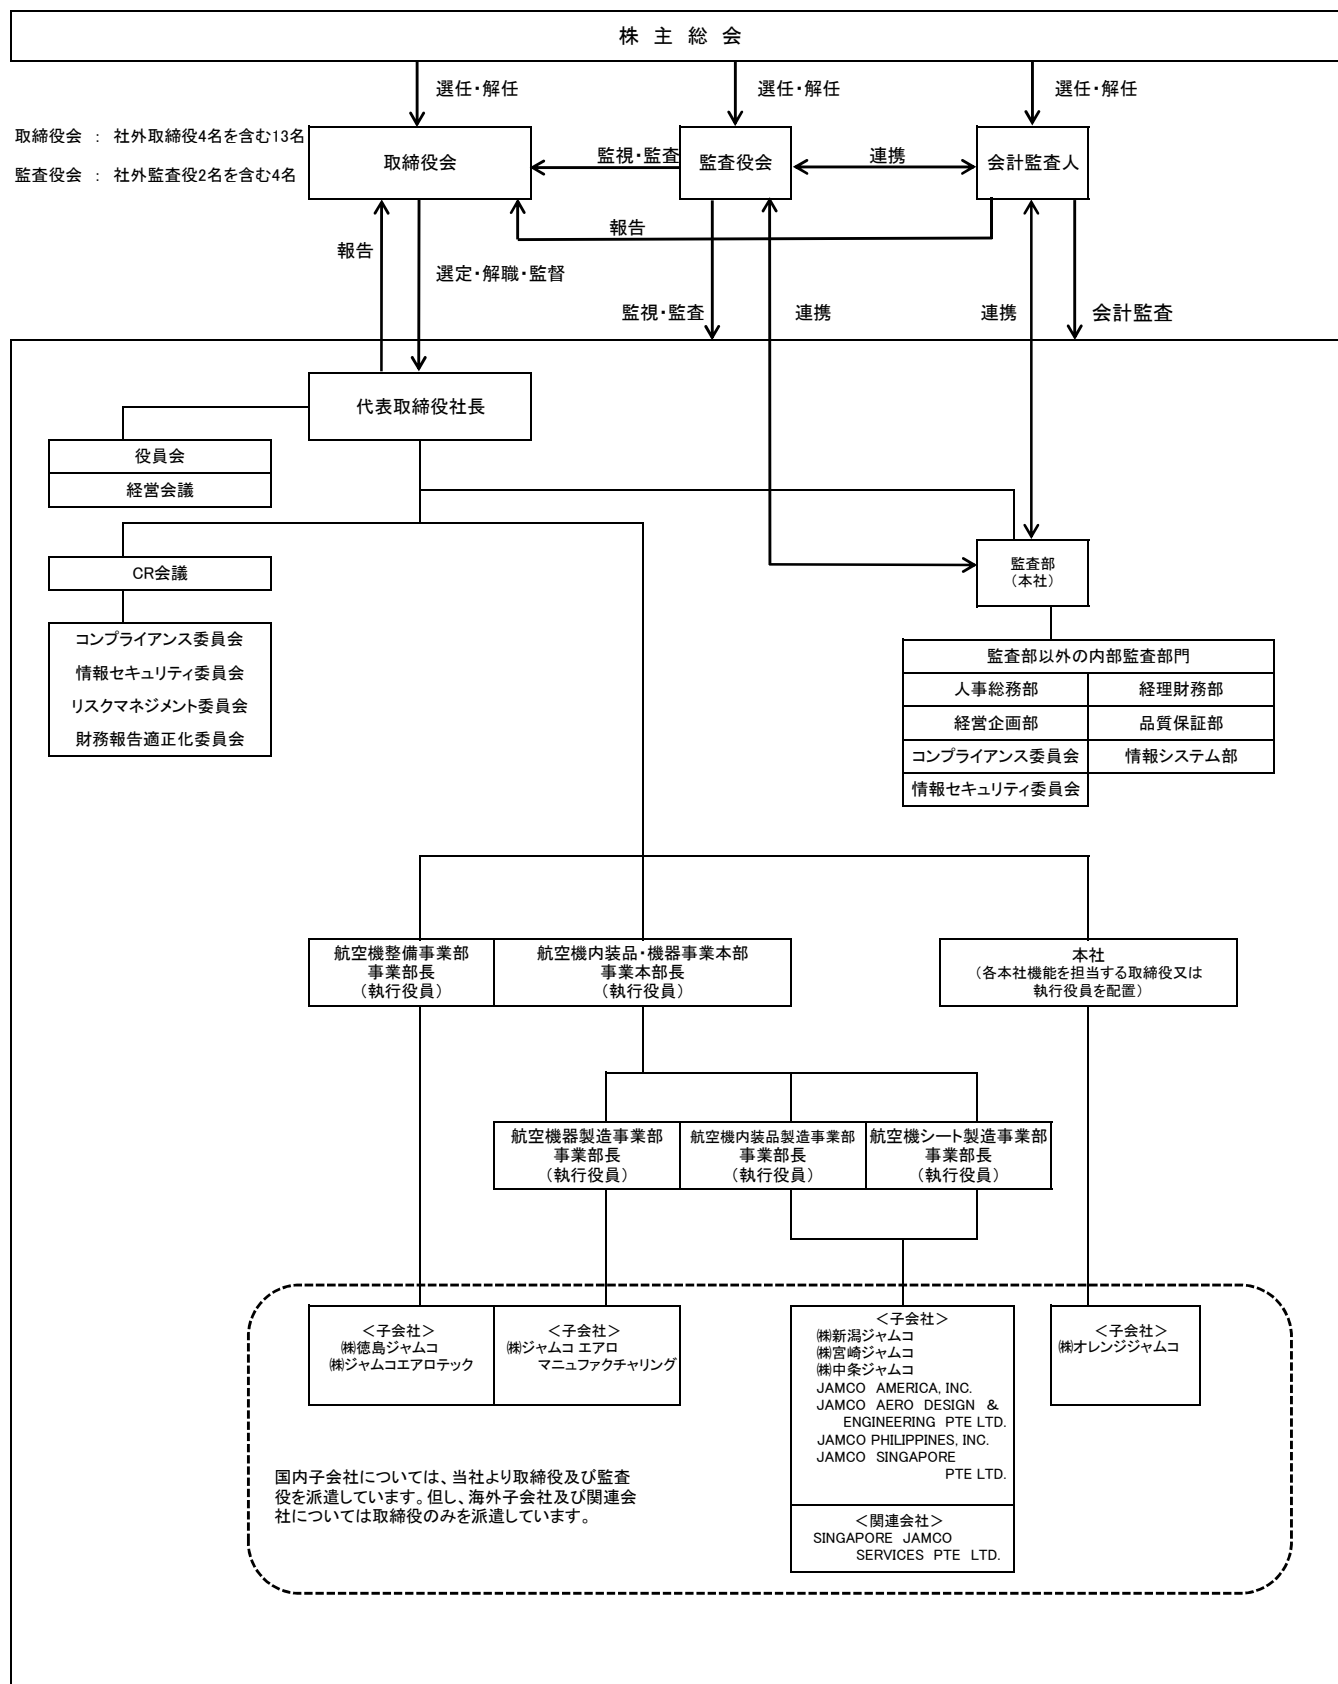 株 主 総 会
選任・解任
選任・解任
選任・解任
取締役会 ： 社外取締役4名を含む13名
監査役会 ： 社外監査役2名を含む4名
取締役会
監視・監査
監査役会
連携
会計監査人
報告
報告
選定・解職・監督
監視・監査
連携
連携
会計監査
代表取締役社長
役員会
経営会議
CR会議
コンプライアンス委員会
情報セキュリティ委員会
リスクマネジメント委員会
財務報告適正化委員会
監査部
（本社）
監査部以外の内部監査部門
人事総務部
経理財務部
経営企画部
品質保証部
コンプライアンス委員会
情報システム部
情報セキュリティ委員会
航空機整備事業部
事業部長
（執行役員）
航空機内装品・機器事業本部
事業本部長
（執行役員）
本社
（各本社機能を担当する取締役又は
執行役員を配置）
航空機器製造事業部
事業部長
（執行役員）
航空機内装品製造事業部
事業部長
（執行役員）
航空機シート製造事業部
事業部長
（執行役員）
＜子会社＞
㈱徳島ジャムコ
㈱ジャムコエアロテック
＜子会社＞
㈱ジャムコ エアロ
マニュファクチャリング
＜子会社＞
㈱新潟ジャムコ
㈱宮崎ジャムコ
㈱中条ジャムコ
JAMCO AMERICA, INC.
JAMCO AERO DESIGN &
ENGINEERING PTE LTD.
JAMCO PHILIPPINES, INC.
JAMCO SINGAPORE
PTE LTD.
＜関連会社＞
SINGAPORE JAMCO
SERVICES PTE LTD.
＜子会社＞
㈱オレンジジャムコ
国内子会社については、当社より取締役及び監査
役を派遣しています。但し、海外子会社及び関連会
社については取締役のみを派遣しています。